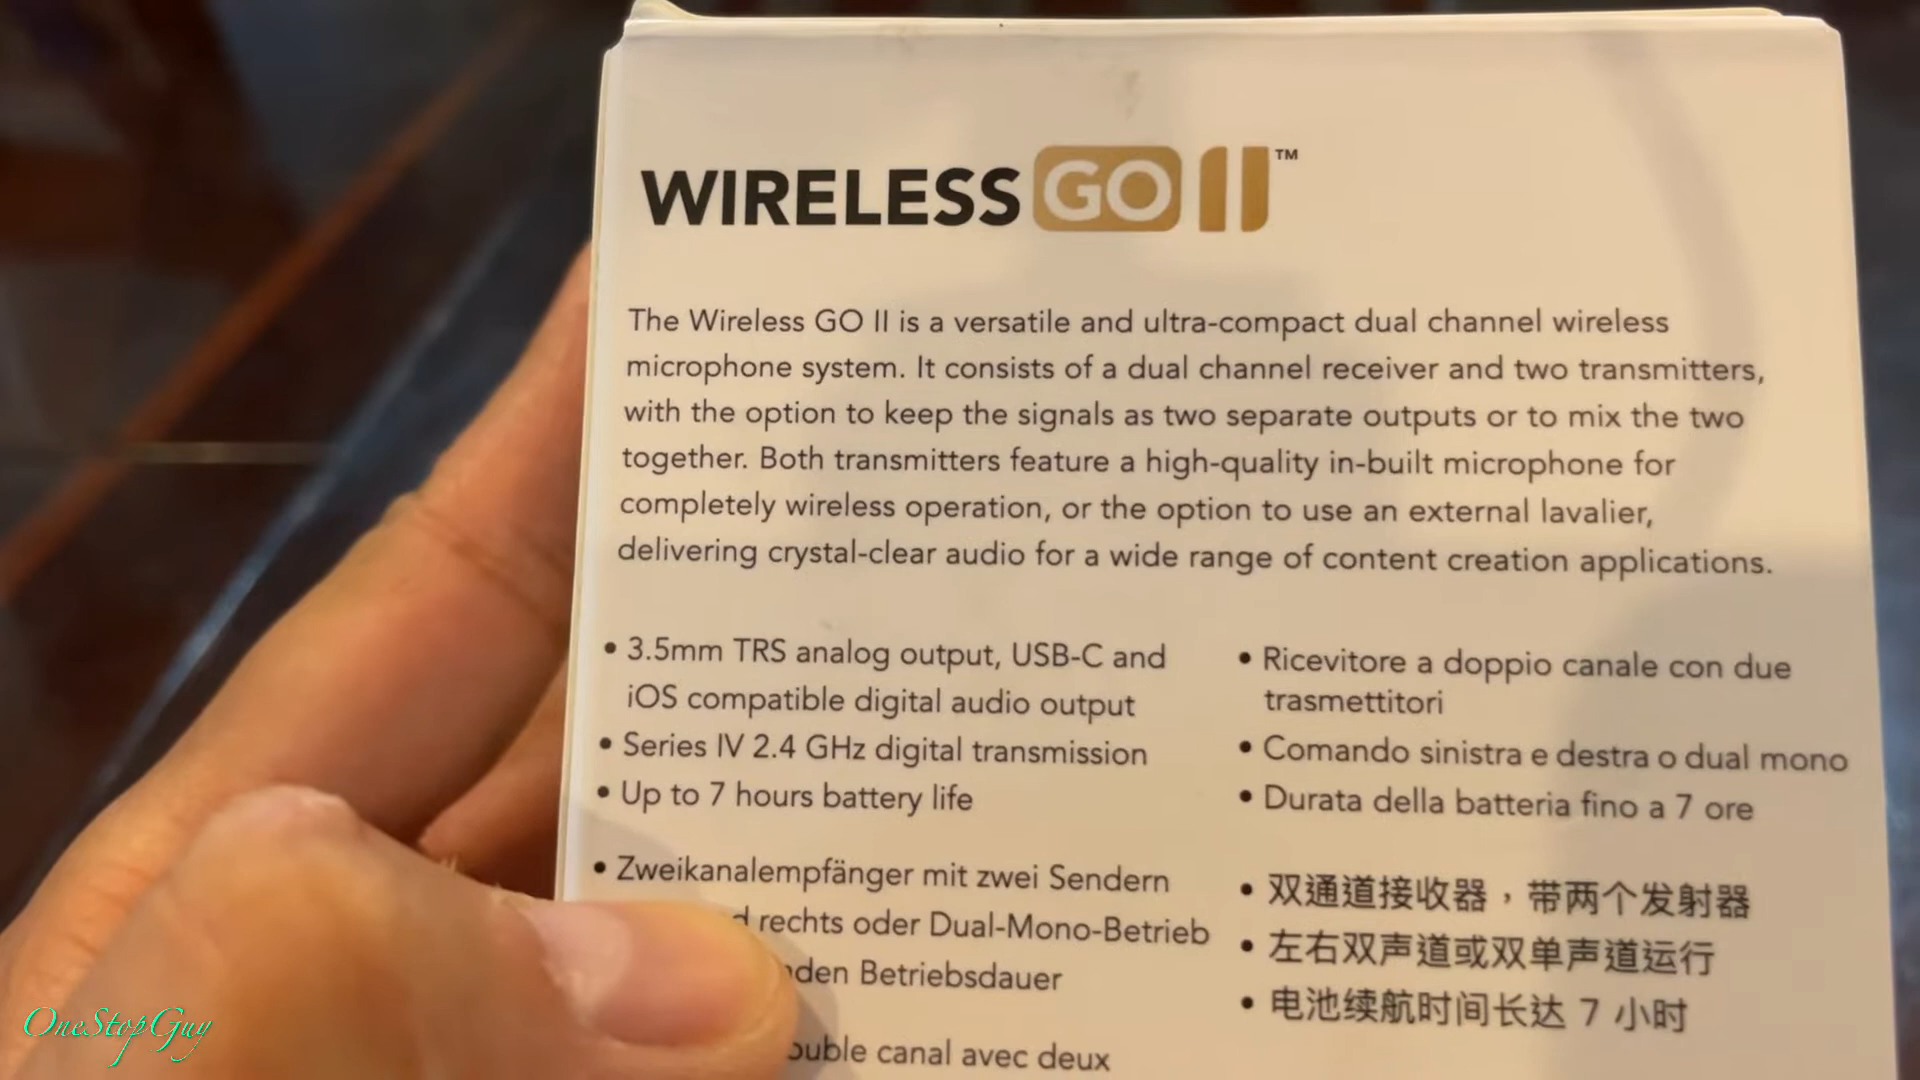 WIRELESS GO II™
The Wireless GO II is a versatile and ultra-compact dual channel wireless
microphone system. It consists of a dual channel receiver and two transmitters,
with the option to keep the signals as two separate outputs or to mix the two
together. Both transmitters feature a high-quality in-built microphone for
completely wireless operation, or the option to use an external lavalier,
delivering crystal-clear audio for a wide range of content creation applications.
• 3.5mm TRS analog output, USB-C and
iOS compatible digital audio output
• Series IV 2.4 GHz digital transmission
• Up to 7 hours battery life
• Zweikanalempfänger mit zwei Sendern
rechts oder Dual-Mono-Betrieb
Betriebsdauer
canal avec deux
• Ricevitore a doppio canale con due
trasmettitori
• Comando sinistra e destra o dual mono
• Durata della batteria fino a 7 ore
• 双通道接收器，带两个发射器
• 左右双声道或双单声道运行
• 电池续航时间长达 7 小时
OneStopGuy